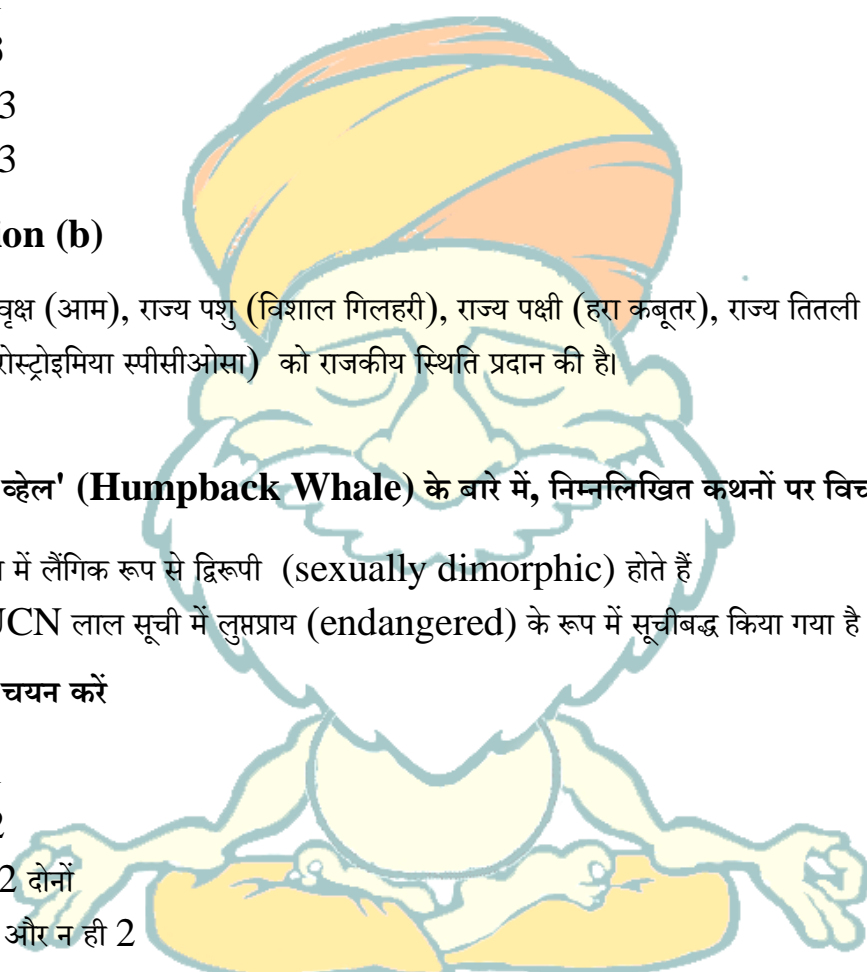 3
3
3
ion (b)
वृक्ष (आम), राज्य पशु (विशाल गिलहरी), राज्य पक्षी (हरा कबूतर), राज्य तितली
रोस्ट्रोइमिया स्पीसीओसा) को राजकीय स्थिति प्रदान की है।
व्हेल' (Humpback Whale) के बारे में, निम्नलिखित कथनों पर विच
में लैंगिक रूप से द्विरूपी (sexually dimorphic) होते हैं
UCN लाल सूची में लुप्तप्राय (endangered) के रूप में सूचीबद्ध किया गया है
चयन करें
2
2 दोनों
और न ही 2